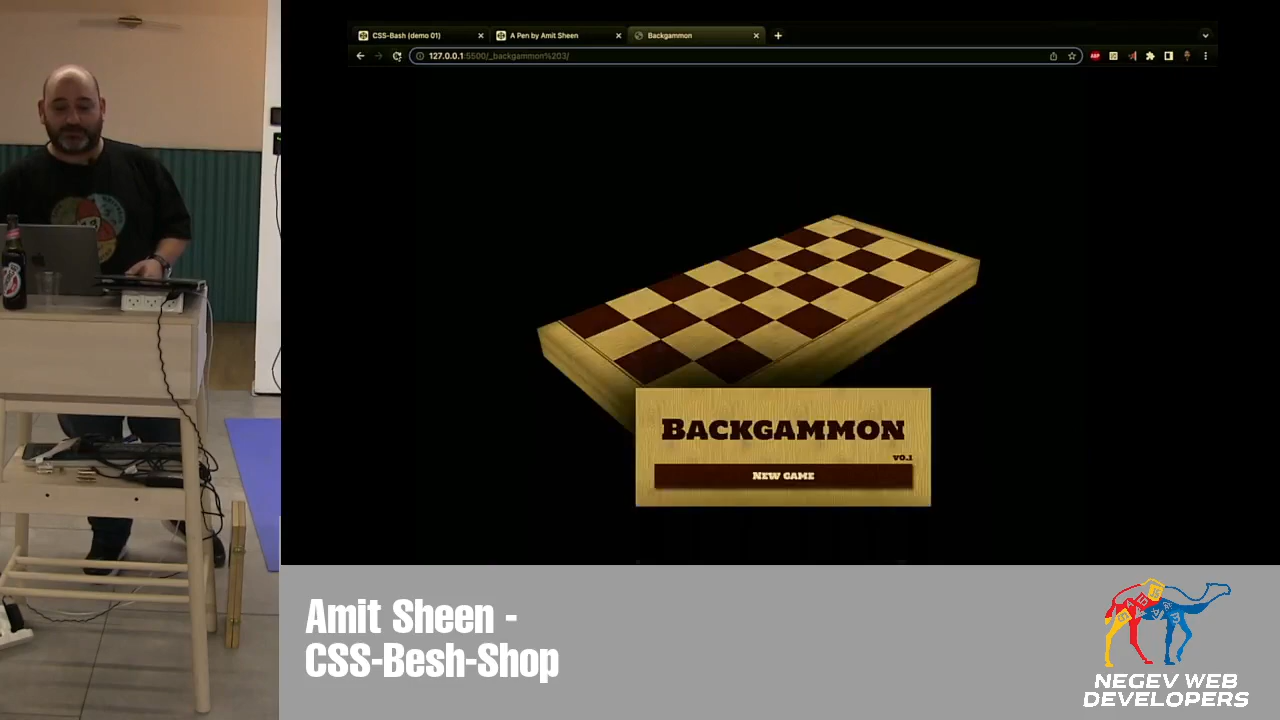 CSS-Bash (demo 01)
A Pen by Amit Sheen
Backgammon
127.0.0.1:5500/_backgammon%203/
ABP
BACKGAMMON
V0.1
NEW GAME
Amit Sheen -
CSS-Besh-Shop
NEGEV WEB
DEVELOPERS